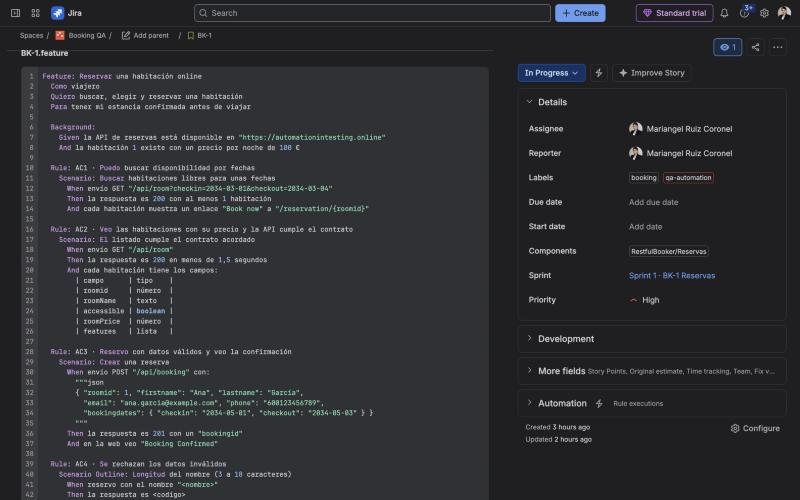 Jira
Search
+ Create
Standard trial
3+
Spaces / Booking QA / Add parent / BK-1
1
BK-1.feature
1 Feature: Reservar una habitación online
2 Como viajero
3 Quiero buscar, elegir y reservar una habitación
4 Para tener mi estancia confirmada antes de viajar
5
6 Background:
7 Given la API de reservas está disponible en "https://automationintesting.online"
8 And la habitación 1 existe con un precio por noche de 100 €
9
10 Rule: AC1 · Puedo buscar disponibilidad por fechas
11 Scenario: Buscar habitaciones libres para unas fechas
12 When envío GET "/api/room?checkin=2034-03-01&checkout=2034-03-04"
13 Then la respuesta es 200 con al menos 1 habitación
14 And cada habitación muestra un enlace "Book now" a "/reservation/{roomid}"
15
16 Rule: AC2 · Veo las habitaciones con su precio y la API cumple el contrato
17 Scenario: El listado cumple el contrato acordado
18 When envío GET "/api/room"
19 Then la respuesta es 200 en menos de 1,5 segundos
20 And cada habitación tiene los campos:
21 | campo | tipo |
22 | roomid | número |
23 | roomName | texto |
24 | accessible | boolean |
25 | roomPrice | número |
26 | features | lista |
27
28 Rule: AC3 · Reservo con datos válidos y veo la confirmación
29 Scenario: Crear una reserva
30 When envío POST "/api/booking" con:
31 """json
32 { "roomid": 1, "firstname": "Ana", "lastname": "García",
33 "email": "ana.garcia@example.com", "phone": "600123456789",
34 "bookingdates": { "checkin": "2034-05-01", "checkout": "2034-05-03" } }
35 """
36 Then la respuesta es 201 con un "bookingid"
37 And en la web veo "Booking Confirmed"
38
39 Rule: AC4 · Se rechazan los datos inválidos
40 Scenario Outline: Longitud del nombre (3 a 18 caracteres)
41 When reservo con el nombre "<nombre>"
42 Then la respuesta es <codigo>
In Progress
Improve Story
Details
Assignee Mariangel Ruiz Coronel
Reporter Mariangel Ruiz Coronel
Labels booking qa-automation
Due date Add due date
Start date Add date
Components RestfulBooker/Reservas
Sprint Sprint 1 · BK-1 Reservas
Priority High
Development
More fields Story Points, Original estimate, Time tracking, Team, Fix v...
Automation Rule executions
Created 3 hours ago
Updated 2 hours ago
Configure